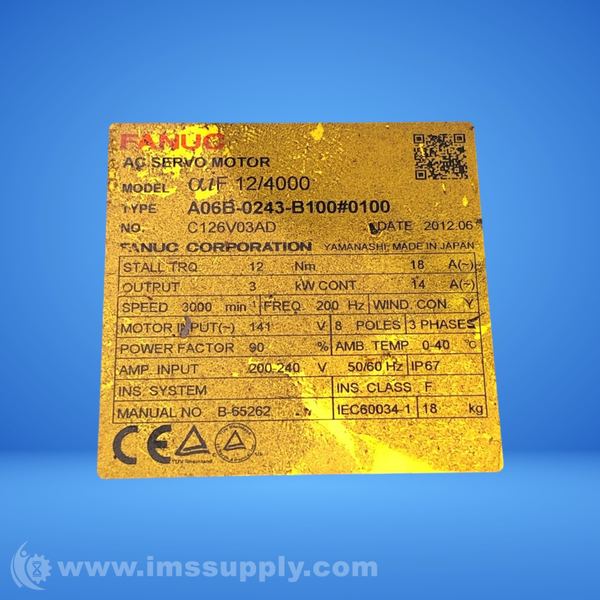 FANUC
AC SERVO MOTOR
MODEL αiF 12/4000
TYPE A06B-0243-B100#0100
NO. C126V03AD DATE 2012.06
FANUC CORPORATION YAMANASHI, MADE IN JAPAN
STALL TRQ 12 Nm 18 A(~)
OUTPUT 3 kW CONT. 14 A(~)
SPEED 3000 min⁻¹ FREQ. 200 Hz WIND. CON. Y
MOTOR INPUT(~) 141 V 8 POLES 3 PHASES
POWER FACTOR 90 % AMB. TEMP. 0-40 °C
AMP. INPUT 200-240 V 50/60 Hz IP67
INS. SYSTEM INS. CLASS F
MANUAL NO. B-65262 IEC60034-1 18 kg
CE
TÜV Rheinland
www.imssupply.com